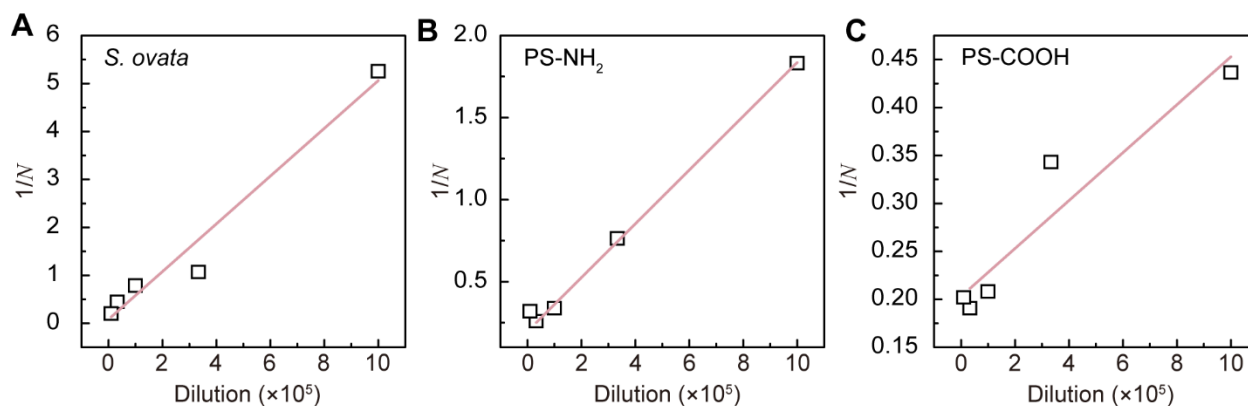 A
S. ovata
6
5
4
3
2
1
0
1/N
0 2 4 6 8 10
Dilution (×10⁵)
B
PS-NH₂
2.0
1.5
1.0
0.5
1/N
0 2 4 6 8 10
Dilution (×10⁵)
C
PS-COOH
0.45
0.40
0.35
0.30
0.25
0.20
0.15
1/N
0 2 4 6 8 10
Dilution (×10⁵)